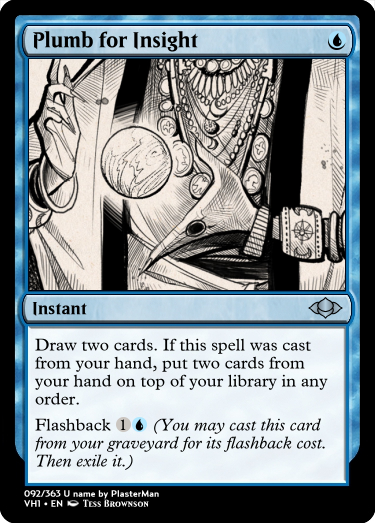 Plumb for Insight
Instant
Draw two cards. If this spell was cast
from your hand, put two cards from
your hand on top of your library in any
order.
Flashback 1 (You may cast this card
from your graveyard for its flashback cost.
Then exile it.)
092/363 U name by PlasterMan
VH1 • EN Tess Brownson